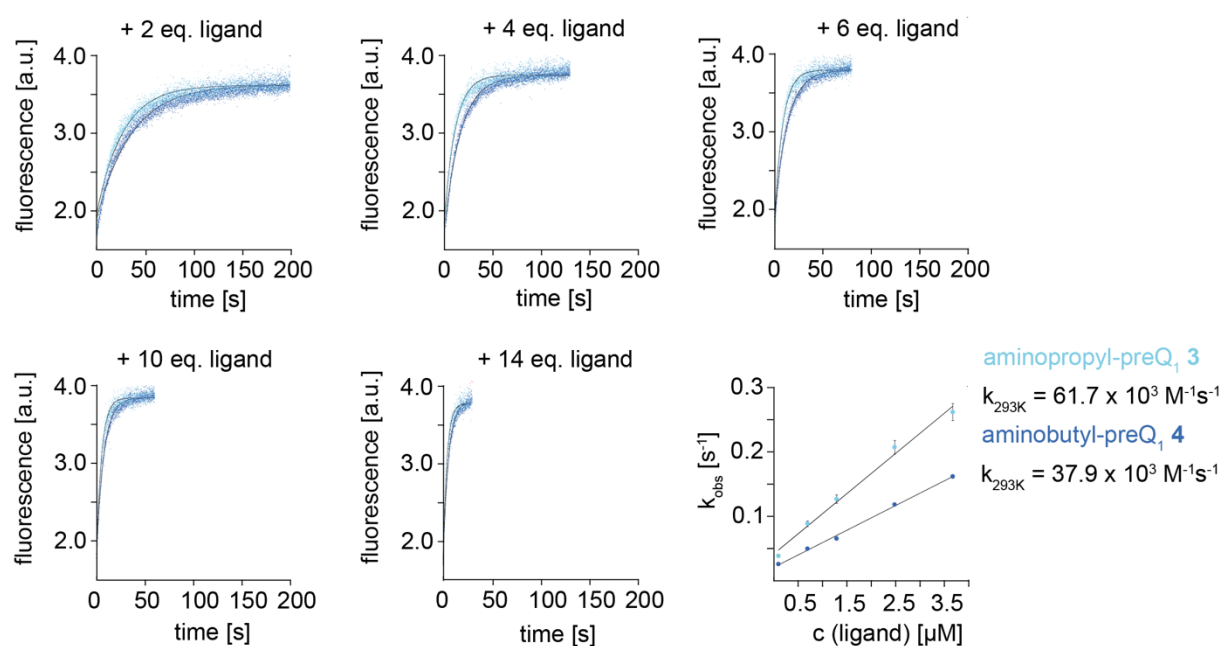 + 2 eq. ligand
4.0
3.0
2.0
fluorescence [a.u.]
0 50 100 150 200
time [s]
+ 4 eq. ligand
4.0
3.0
2.0
fluorescence [a.u.]
0 50 100 150 200
time [s]
+ 6 eq. ligand
4.0
3.0
2.0
fluorescence [a.u.]
0 50 100 150 200
time [s]
+ 10 eq. ligand
4.0
3.0
2.0
fluorescence [a.u.]
0 50 100 150 200
time [s]
+ 14 eq. ligand
4.0
3.0
2.0
fluorescence [a.u.]
0 50 100 150 200
time [s]
0.3
0.2
0.1
k_obs [s⁻¹]
0.5 1.5 2.5 3.5
c (ligand) [µM]
aminopropyl-preQ₁ 3
k₂₉₃K = 61.7 x 10³ M⁻¹s⁻¹
aminobutyl-preQ₁ 4
k₂₉₃K = 37.9 x 10³ M⁻¹s⁻¹